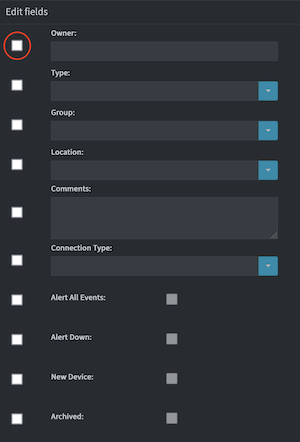 Edit fields
Owner:
Type:
Group:
Location:
Comments:
Connection Type:
Alert All Events:
Alert Down:
New Device:
Archived: